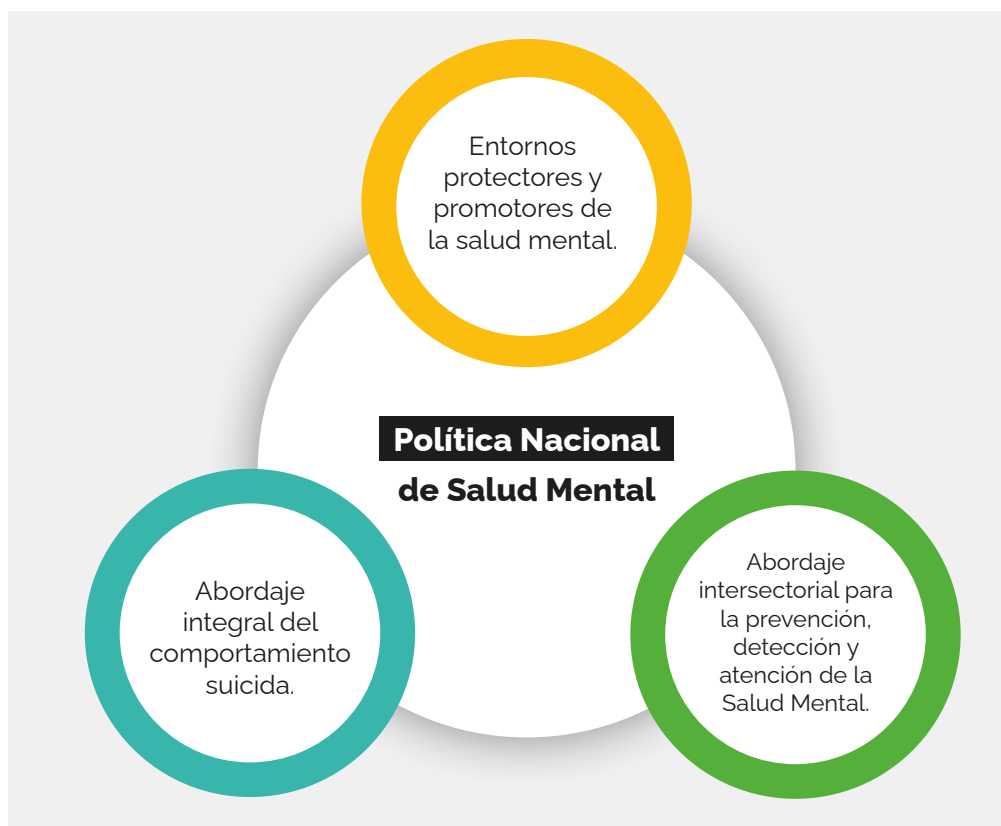 Entornos
protectores y
promotores de
la salud mental.
Política Nacional
de Salud Mental
Abordaje
integral del
comportamiento
suicida.
Abordaje
intersectorial para
la prevención,
detección y
atención de la
Salud Mental.